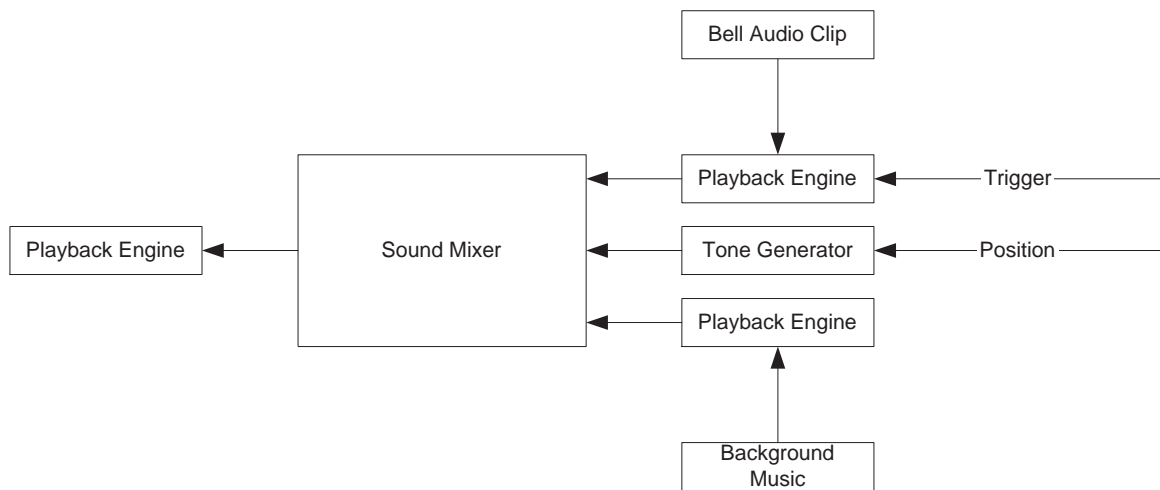 Bell Audio Clip
Playback Engine
Trigger
Playback Engine
Sound Mixer
Tone Generator
Position
Playback Engine
Background
Music